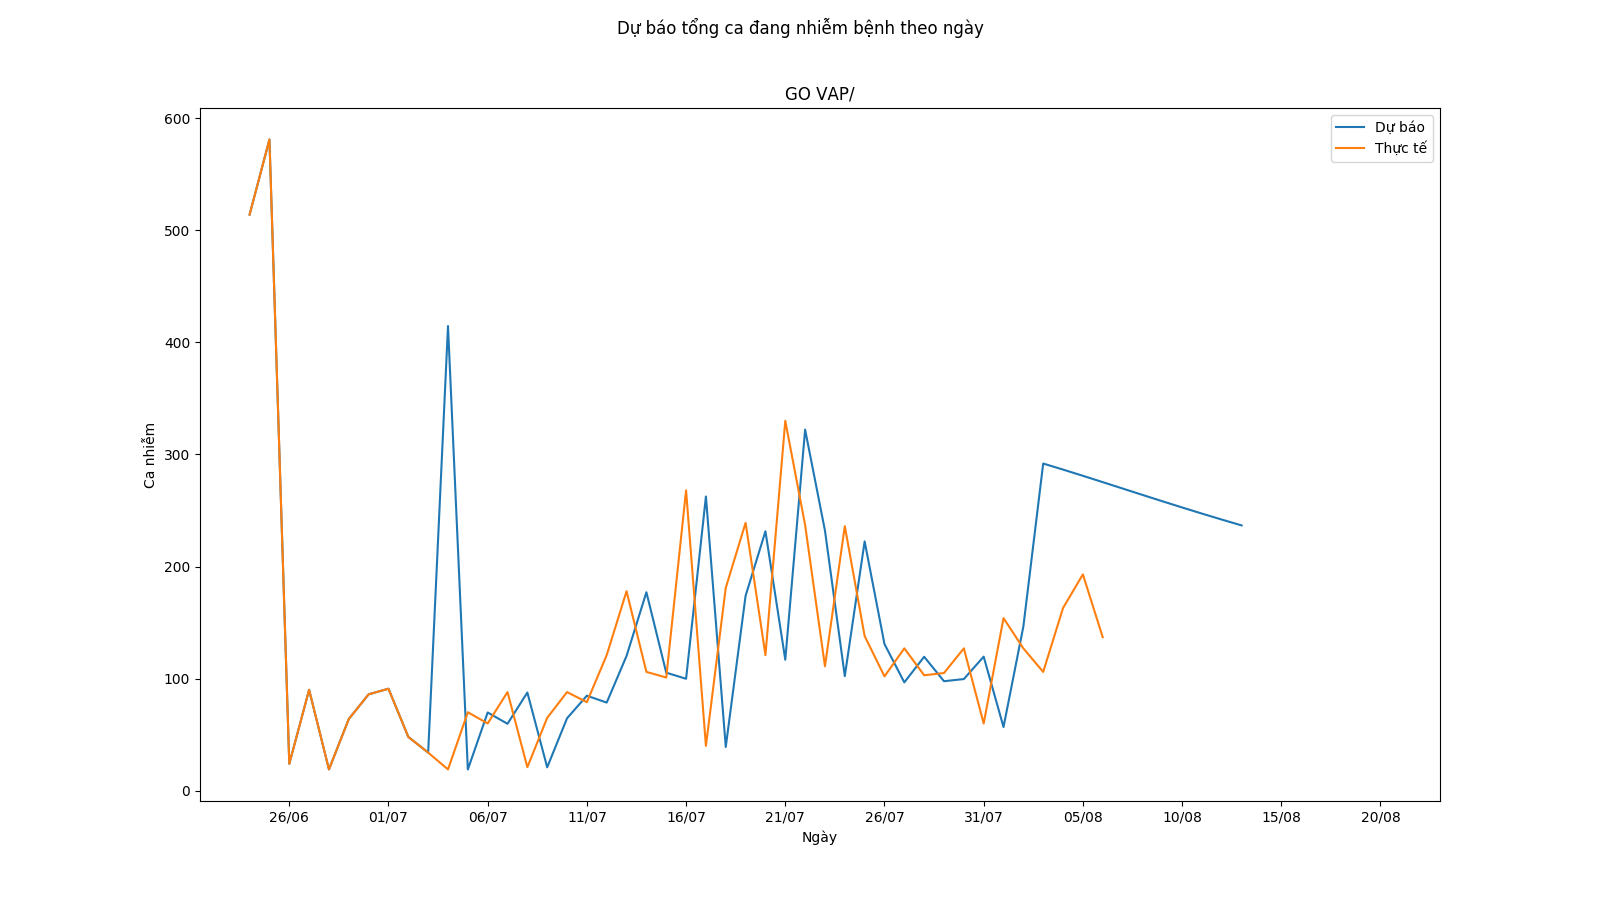 Dự báo tổng ca đang nhiễm bệnh theo ngày
GO VAP/
600
500
400
300
200
100
0
Ca nhiễm
Dự báo
Thực tế
26/06 01/07 06/07 11/07 16/07 21/07 26/07 31/07 05/08 10/08 15/08 20/08
Ngày